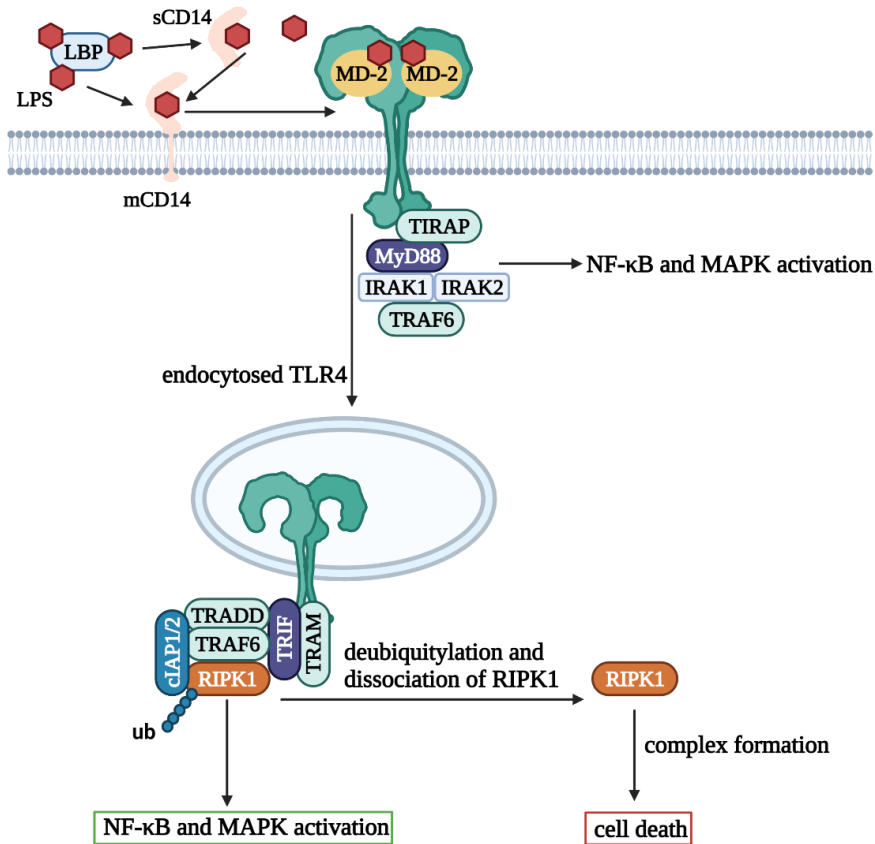 sCD14
LBP
LPS
MD-2
MD-2
mCD14
TIRAP
MyD88
NF-κB and MAPK activation
IRAK1
IRAK2
TRAF6
endocytosed TLR4
TRADD
TRAF6
RIPK1
cIAP1/2
TRIF
TRAM
ub
deubiquitylation and
dissociation of RIPK1
RIPK1
complex formation
NF-κB and MAPK activation
cell death